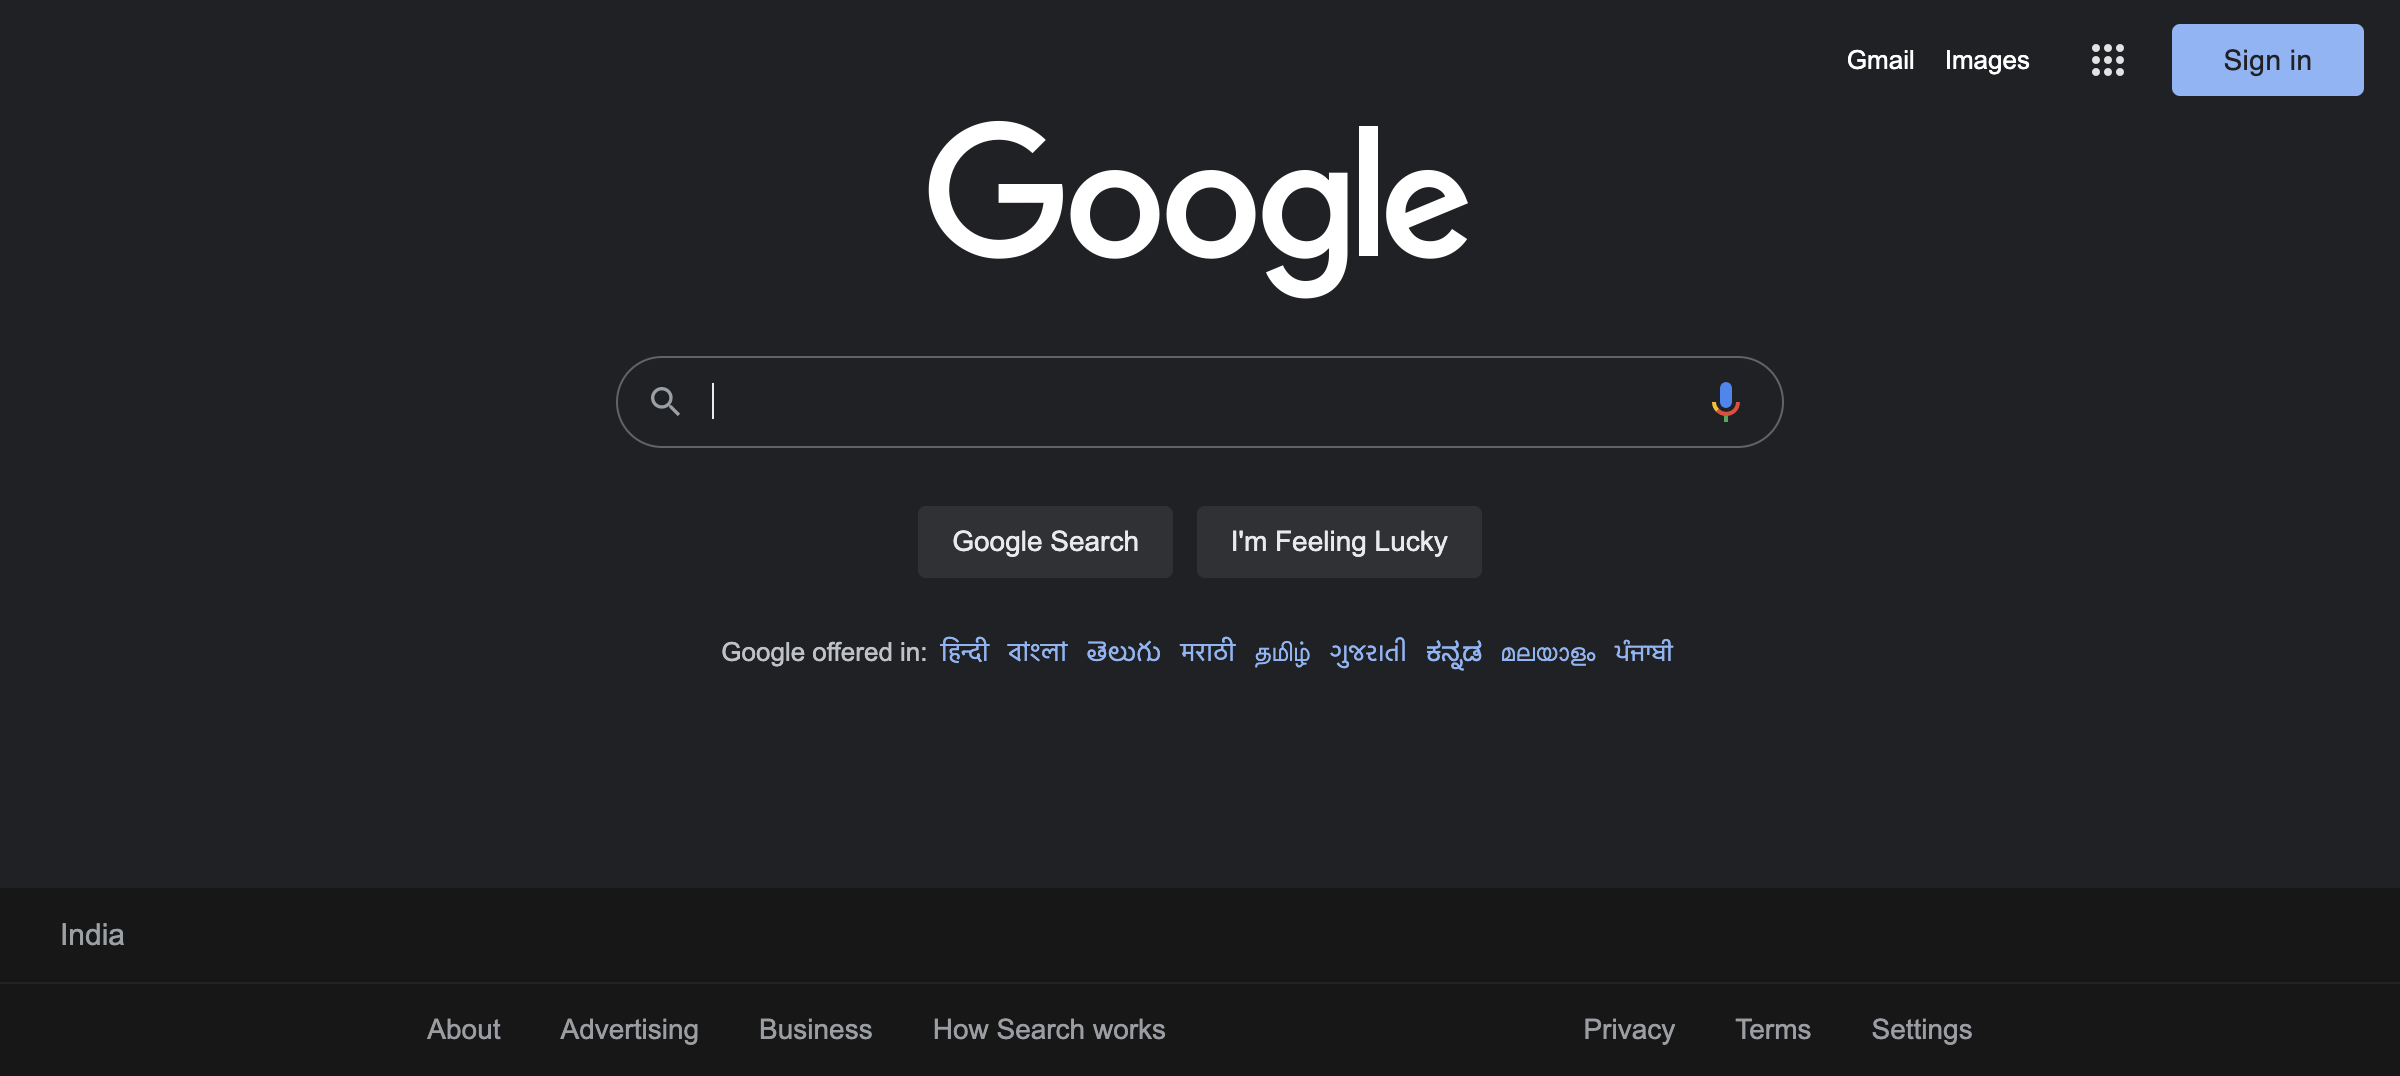 Gmail Images Sign in
Google
Google Search I'm Feeling Lucky
Google offered in: हिन्दी বাংলা తెలుగు मराठी தமிழ் ગુજરાતી ಕನ್ನಡ മലയാളം ਪੰਜਾਬੀ
India
About Advertising Business How Search works Privacy Terms Settings